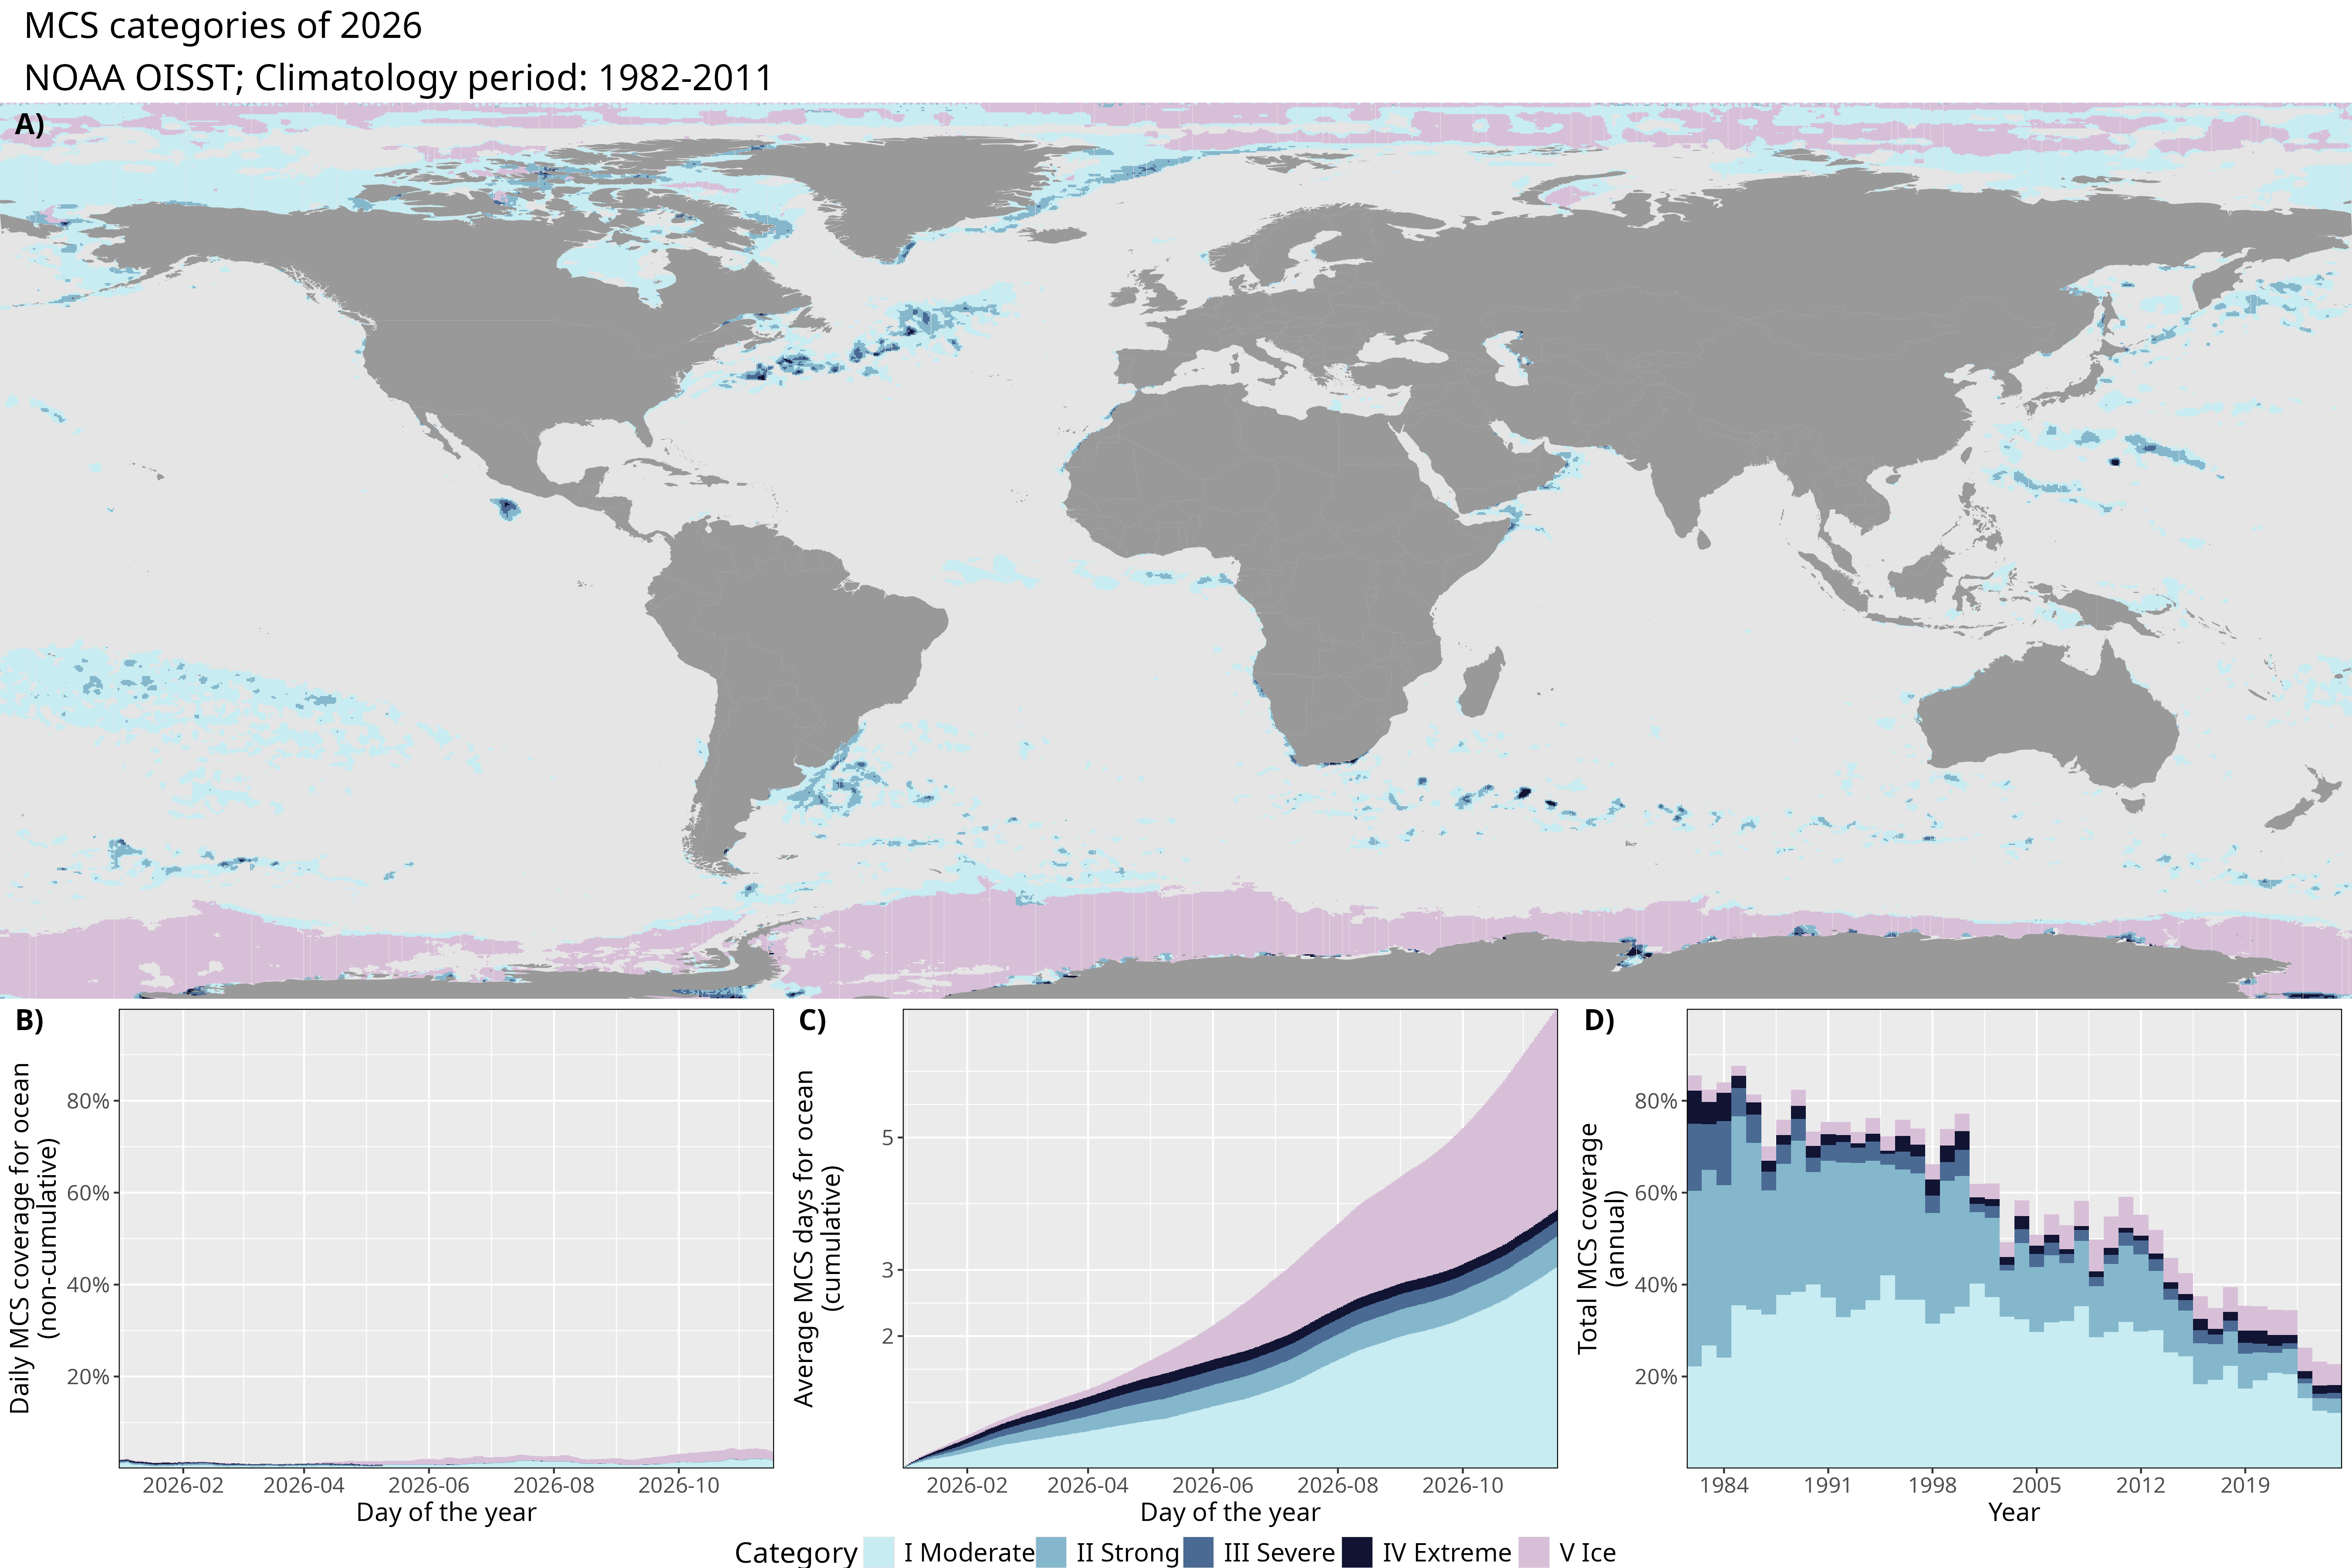 MCS categories of 2026
NOAA OISST; Climatology period: 1982-2011
A)
B)
Daily MCS coverage for ocean
(non-cumulative)
80%
60%
40%
20%
2026-02 2026-04 2026-06 2026-08 2026-10
Day of the year
C)
Average MCS days for ocean
(cumulative)
5
3
2
2026-02 2026-04 2026-06 2026-08 2026-10
Day of the year
D)
Total MCS coverage
(annual)
80%
60%
40%
20%
1984 1991 1998 2005 2012 2019
Year
Category I Moderate II Strong III Severe IV Extreme V Ice